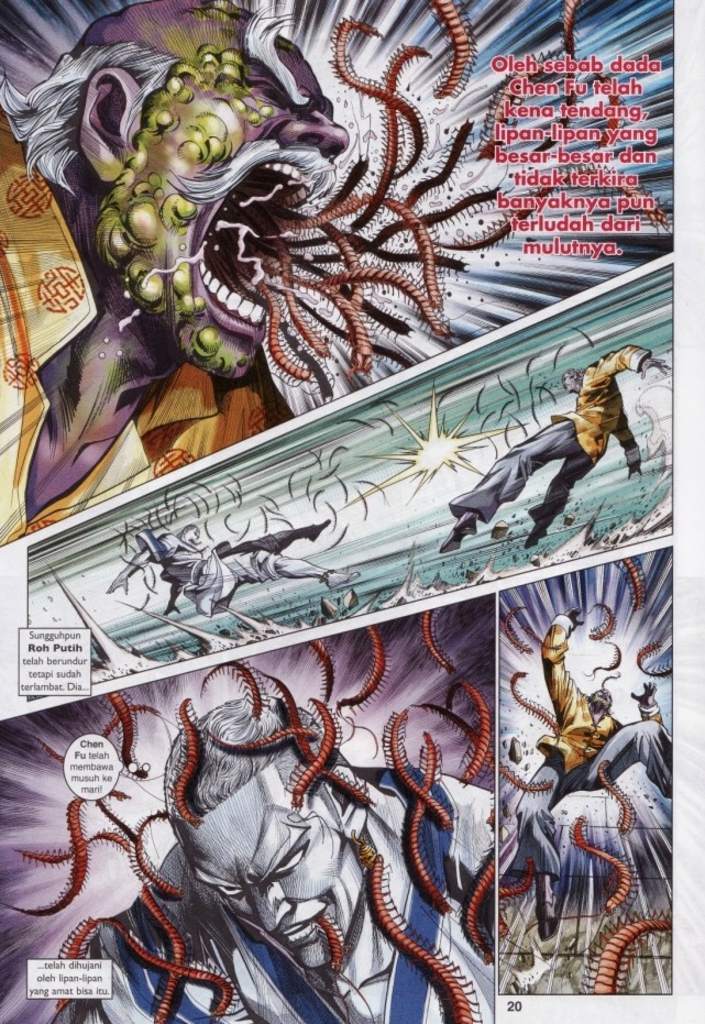 Oleh sebab dada
Chen Fu telah
kena tendang,
lipan-lipan yang
besar-besar dan
tidak terkira
banyaknya pun
terludah dari
mulutnya.
Sungguhpun
Roh Putih
telah berundur
tetapi sudah
terlambat. Dia...
Chen
Fu telah
membawa
musuh ke
mari!
...telah dihujani
oleh lipan-lipan
yang amat bisa itu.
20